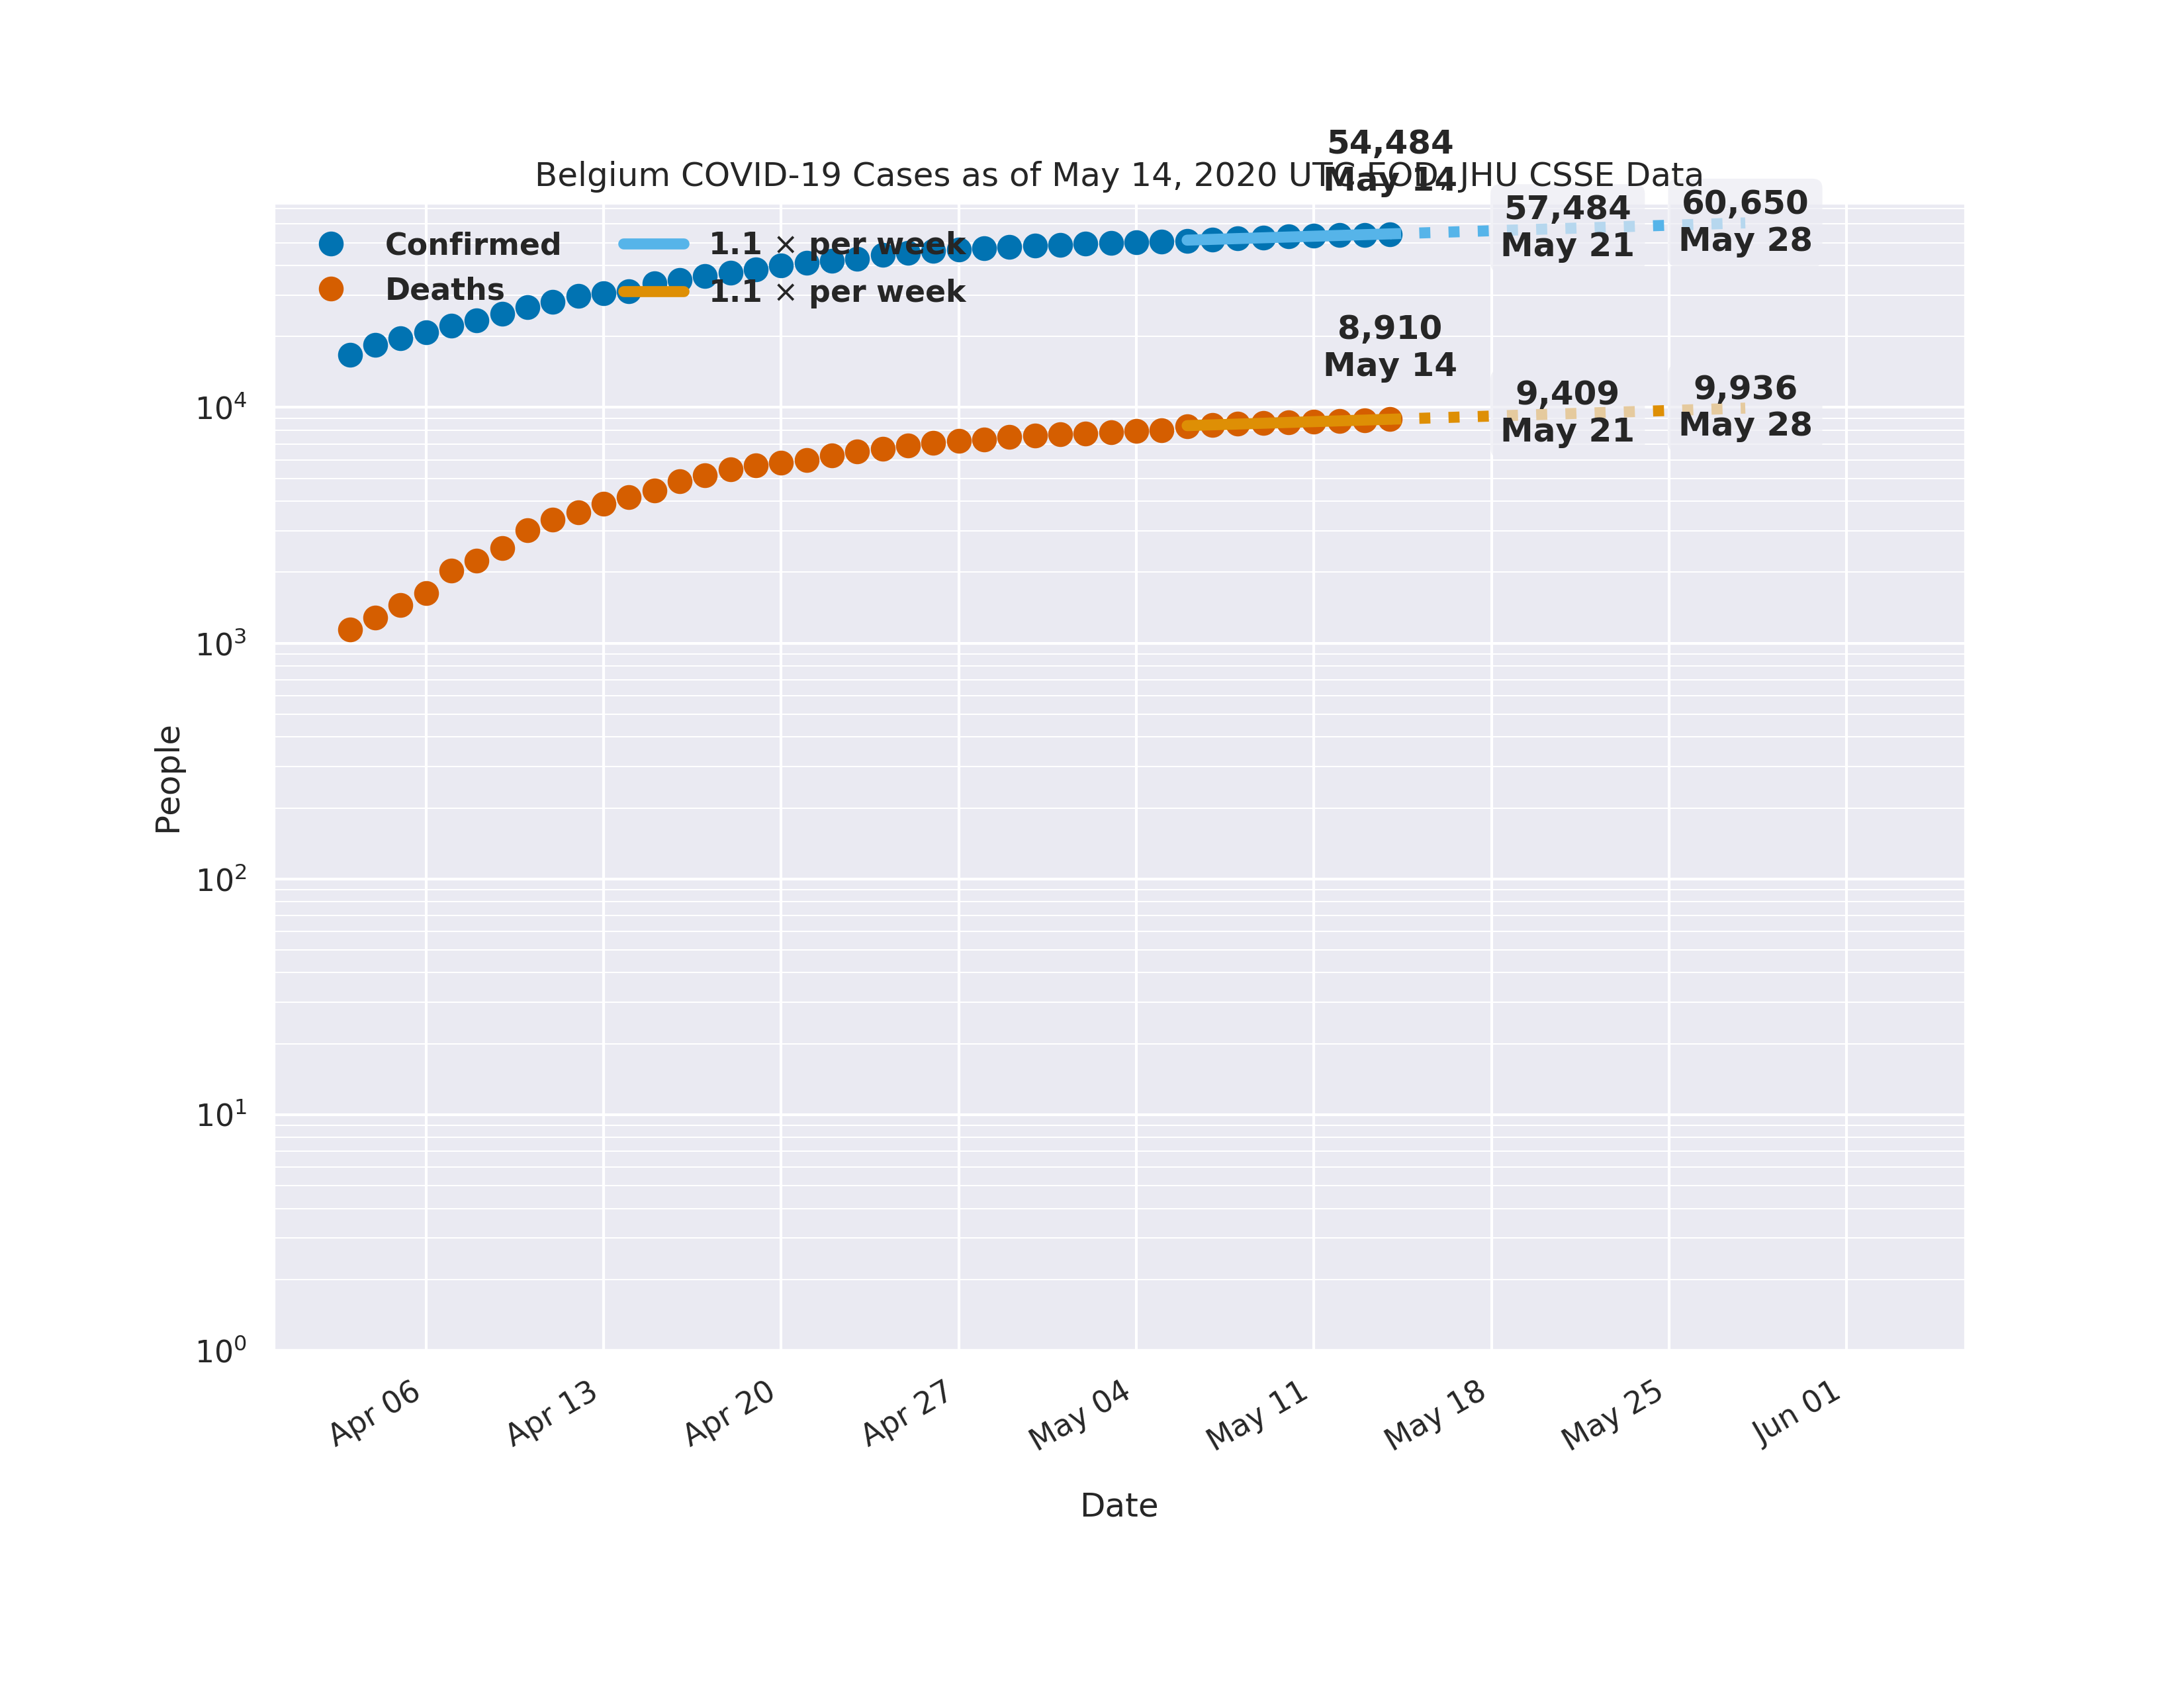 54,484
May 14
Belgium COVID-19 Cases as of May 14, 2020 UTC EOD, JHU CSSE Data
57,484
May 21
60,650
May 28
Confirmed
Deaths
1.1 × per week
1.1 × per week
8,910
May 14
9,409
May 21
9,936
May 28
10⁴
10³
10²
10¹
10⁰
People
Apr 06
Apr 13
Apr 20
Apr 27
May 04
May 11
May 18
May 25
Jun 01
Date